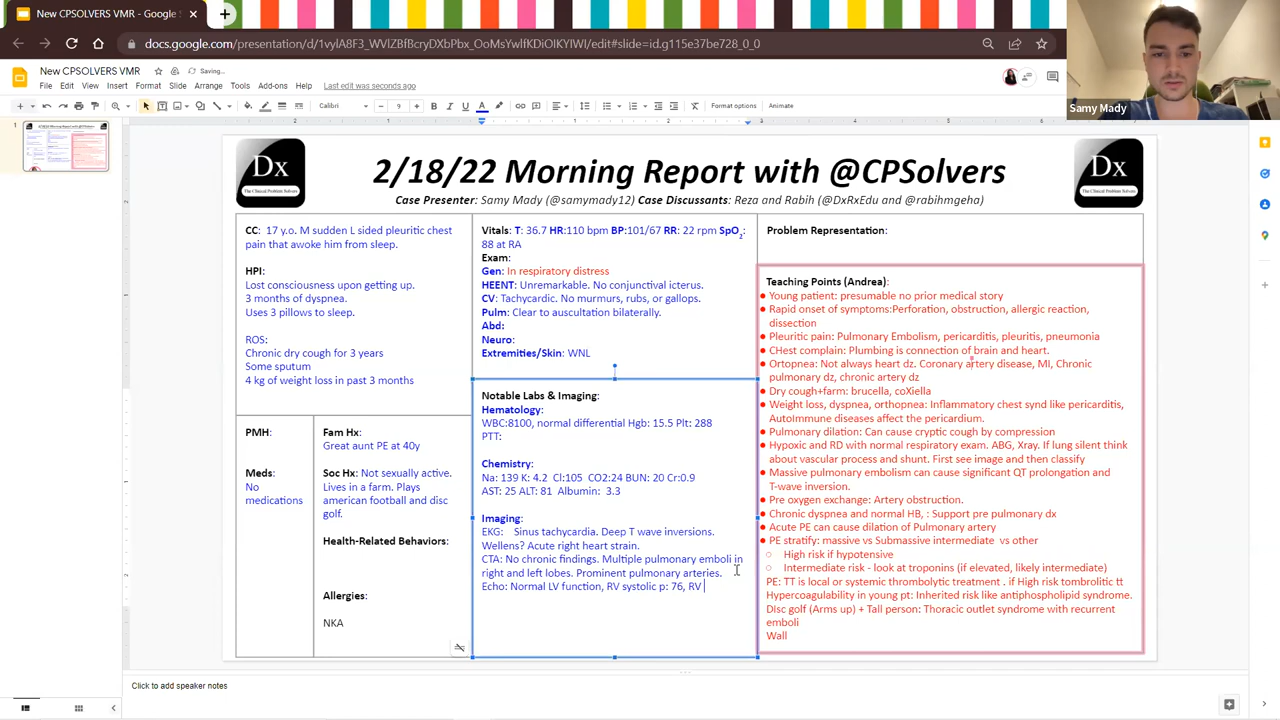 New CPSOLVERS VMR - Google S
docs.google.com/presentation/d/1vylA8F3_WVlZBfBcryDXbPbx_OoMsYwlfKDiOlKYIWI/edit#slide=id.g115e37be728_0_0
New CPSOLVERS VMR
Saving...
File Edit View Insert Format Slide Arrange Tools Add-ons Help Last edit was seconds ago
Calibri 9 Format options Animate
Samy Mady
Dx
The Clinical Problem Solvers
2/18/22 Morning Report with @CPSolvers
Case Presenter: Samy Mady (@samymady12) Case Discussants: Reza and Rabih (@DxRxEdu and @rabihmgeha)
Dx
The Clinical Problem Solvers
CC: 17 y.o. M sudden L sided pleuritic chest
pain that awoke him from sleep.
HPI:
Lost consciousness upon getting up.
3 months of dyspnea.
Uses 3 pillows to sleep.
ROS:
Chronic dry cough for 3 years
Some sputum
4 kg of weight loss in past 3 months
PMH:
Meds:
No
medications
Fam Hx:
Great aunt PE at 40y
Soc Hx: Not sexually active.
Lives in a farm. Plays
american football and disc
golf.
Health-Related Behaviors:
Allergies:
NKA
Vitals: T: 36.7 HR:110 bpm BP:101/67 RR: 22 rpm SpO2:
88 at RA
Exam:
Gen: In respiratory distress
HEENT: Unremarkable. No conjunctival icterus.
CV: Tachycardic. No murmurs, rubs, or gallops.
Pulm: Clear to auscultation bilaterally.
Abd:
Neuro:
Extremities/Skin: WNL
Notable Labs & Imaging:
Hematology:
WBC:8100, normal differential Hgb: 15.5 Plt: 288
PTT:
Chemistry:
Na: 139 K: 4.2 Cl:105 CO2:24 BUN: 20 Cr:0.9
AST: 25 ALT: 81 Albumin: 3.3
Imaging:
EKG: Sinus tachycardia. Deep T wave inversions.
Wellens? Acute right heart strain.
CTA: No chronic findings. Multiple pulmonary emboli in
right and left lobes. Prominent pulmonary arteries.
Echo: Normal LV function, RV systolic p: 76, RV
Problem Representation:
Teaching Points (Andrea):
Young patient: presumable no prior medical story
Rapid onset of symptoms:Perforation, obstruction, allergic reaction,
dissection
Pleuritic pain: Pulmonary Embolism, pericarditis, pleuritis, pneumonia
CHest complain: Plumbing is connection of brain and heart.
Ortopnea: Not always heart dz. Coronary artery disease, MI, Chronic
pulmonary dz, chronic artery dz
Dry cough+farm: brucella, coXiella
Weight loss, dyspnea, orthopnea: Inflammatory chest synd like pericarditis,
AutoImmune diseases affect the pericardium.
Pulmonary dilation: Can cause cryptic cough by compression
Hypoxic and RD with normal respiratory exam. ABG, Xray. If lung silent think
about vascular process and shunt. First see image and then classify
Massive pulmonary embolism can cause significant QT prolongation and
T-wave inversion.
Pre oxygen exchange: Artery obstruction.
Chronic dyspnea and normal HB, : Support pre pulmonary dx
Acute PE can cause dilation of Pulmonary artery
PE stratify: massive vs Submassive intermediate vs other
High risk if hypotensive
Intermediate risk - look at troponins (if elevated, likely intermediate)
PE: TT is local or systemic thrombolytic treatment . if High risk tombrolitic tt
Hypercoagulability in young pt: Inherited risk like antiphospholipid syndrome.
DIsc golf (Arms up) + Tall person: Thoracic outlet syndrome with recurrent
emboli
Wall
Click to add speaker notes